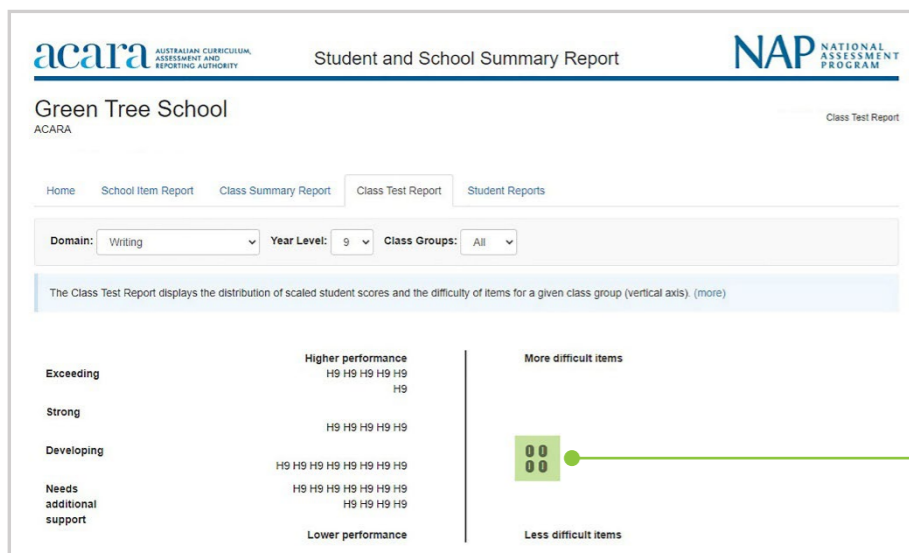 acara AUSTRALIAN CURRICULUM,
ASSESSMENT AND
REPORTING AUTHORITY
Student and School Summary Report
NAP NATIONAL
ASSESSMENT
PROGRAM
Green Tree School
ACARA
Class Test Report
Home School Item Report Class Summary Report Class Test Report Student Reports
Domain: Writing Year Level: 9 Class Groups: All
The Class Test Report displays the distribution of scaled student scores and the difficulty of items for a given class group (vertical axis). (more)
Higher performance More difficult items
Exceeding H9 H9 H9 H9 H9
H9
Strong
H9 H9 H9 H9 H9
Developing
00
H9 H9 H9 H9 H9 H9 H9 H9
00
Needs H9 H9 H9 H9 H9 H9 H9
additional H9 H9 H9 H9
support
Lower performance Less difficult items